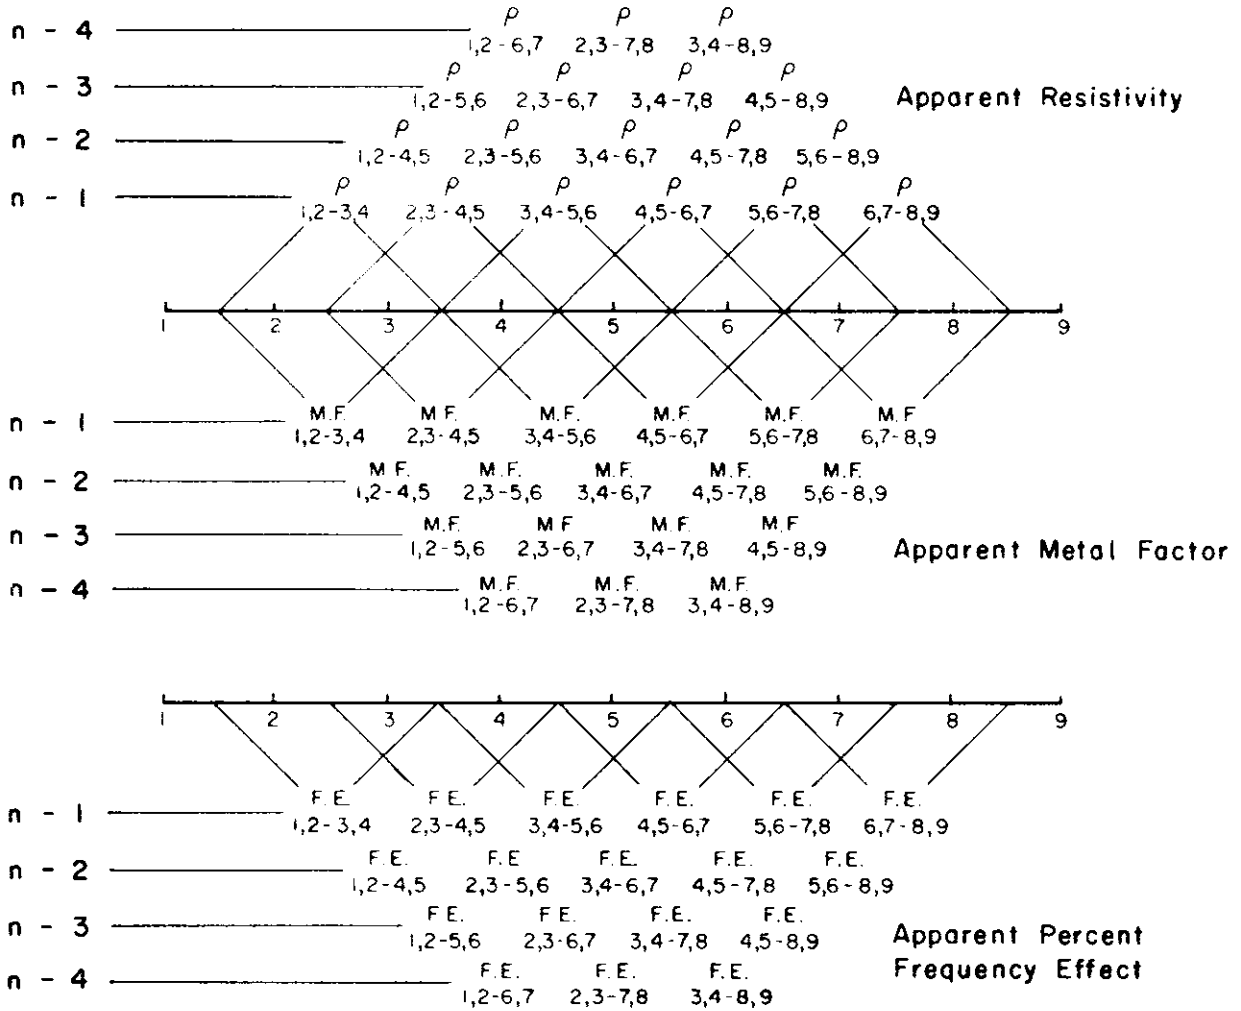 n - 4 ρ ρ ρ
1,2-6,7 2,3-7,8 3,4-8,9
n - 3 ρ ρ ρ ρ
1,2-5,6 2,3-6,7 3,4-7,8 4,5-8,9 Apparent Resistivity
n - 2 ρ ρ ρ ρ ρ
1,2-4,5 2,3-5,6 3,4-6,7 4,5-7,8 5,6-8,9
n - 1 ρ ρ ρ ρ ρ ρ
1,2-3,4 2,3-4,5 3,4-5,6 4,5-6,7 5,6-7,8 6,7-8,9
1 2 3 4 5 6 7 8 9
n - 1 M.F. M.F. M.F. M.F. M.F. M.F
1,2-3,4 2,3-4,5 3,4-5,6 4,5-6,7 5,6-7,8 6,7-8,9
n - 2 M.F. M.F. M.F. M.F. M.F.
1,2-4,5 2,3-5,6 3,4-6,7 4,5-7,8 5,6-8,9
n - 3 M.F. M F M.F. M.F
1,2-5,6 2,3-6,7 3,4-7,8 4,5-8,9 Apparent Metal Factor
n - 4 M.F. M.F. M.F.
1,2-6,7 2,3-7,8 3,4-8,9
1 2 3 4 5 6 7 8 9
n - 1 F.E. F.E. F.E. F.E. F.E. F.E.
1,2-3,4 2,3-4,5 3,4-5,6 4,5-6,7 5,6-7,8 6,7-8,9
n - 2 F.E. F.E F.E. F.E. F.E.
1,2-4,5 2,3-5,6 3,4-6,7 4,5-7,8 5,6-8,9
n - 3 F E. F E. F.E. F.E.
1,2-5,6 2,3-6,7 3,4-7,8 4,5-8,9 Apparent Percent
Frequency Effect
n - 4 F.E. F.E. F.E.
1,2-6,7 2,3-7,8 3,4-8,9